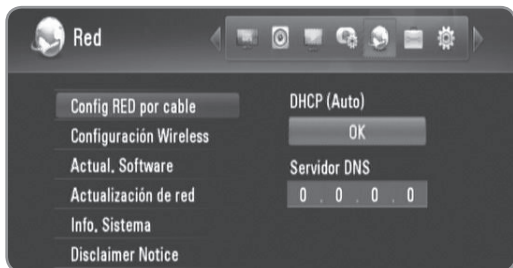 Red
Config RED por cable
Configuración Wireless
Actual. Software
Actualización de red
Info. Sistema
Disclaimer Notice
DHCP (Auto)
OK
Servidor DNS
0 . 0 . 0 . 0